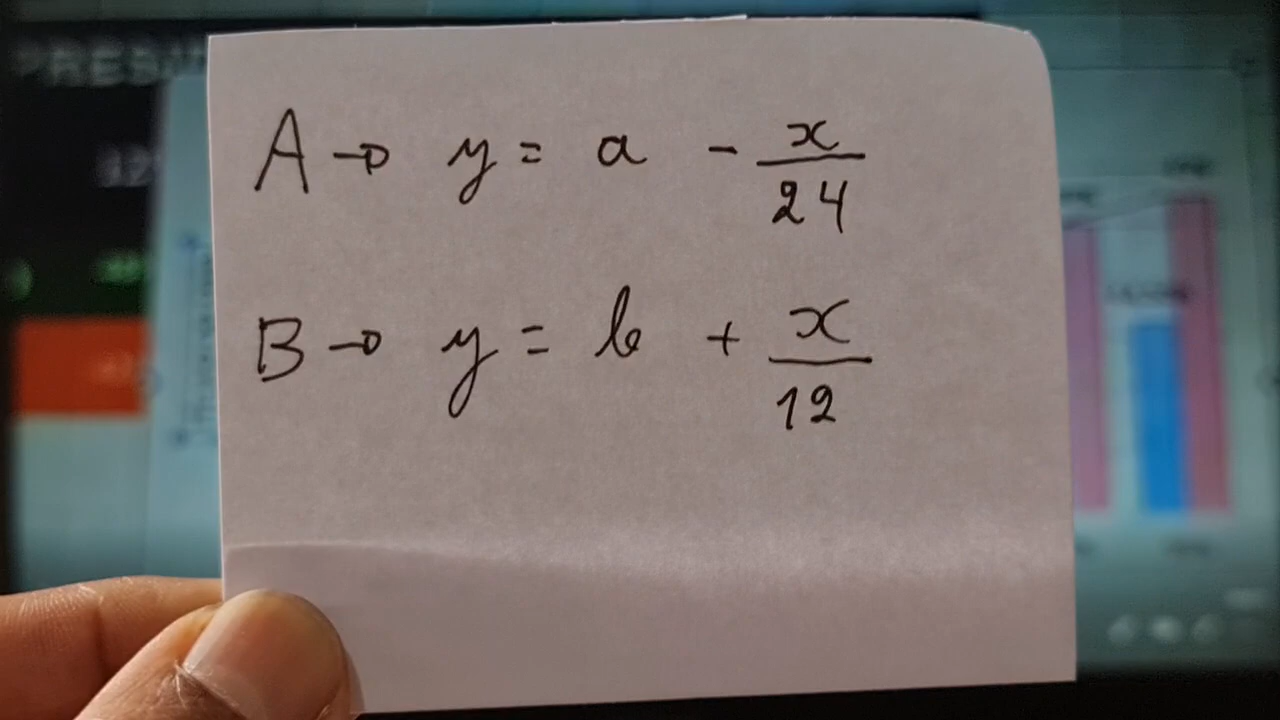 A → y = a - x/24
B → y = b + x/12